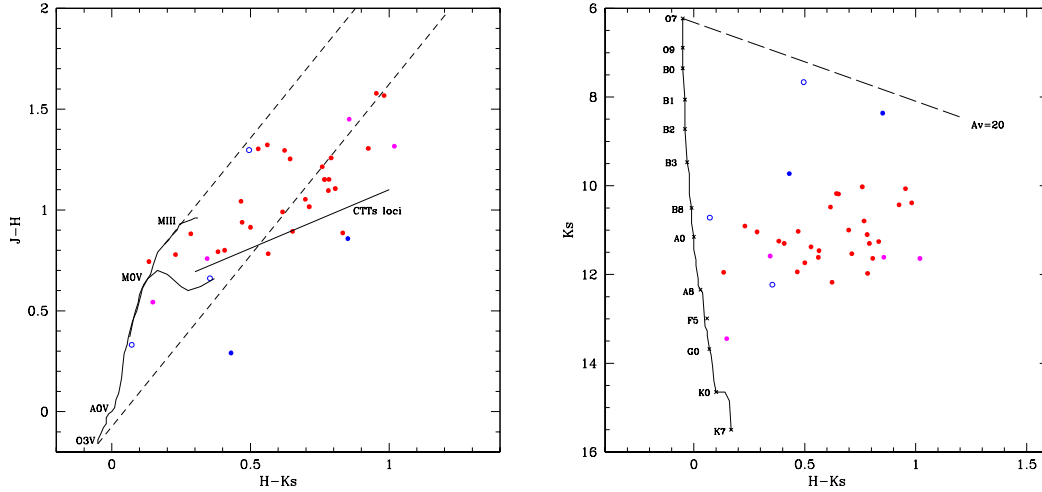 2
1.5
1
0.5
0
0
0.5
1
J-H
H-Ks
MIII
M0V
A0V
O3V
CTTs loci
6
8
10
12
14
16
0
0.5
1
1.5
Ks
H-Ks
O7
O9
B0
B1
B2
B3
B8
A0
A8
F5
G0
K0
K7
Av=20